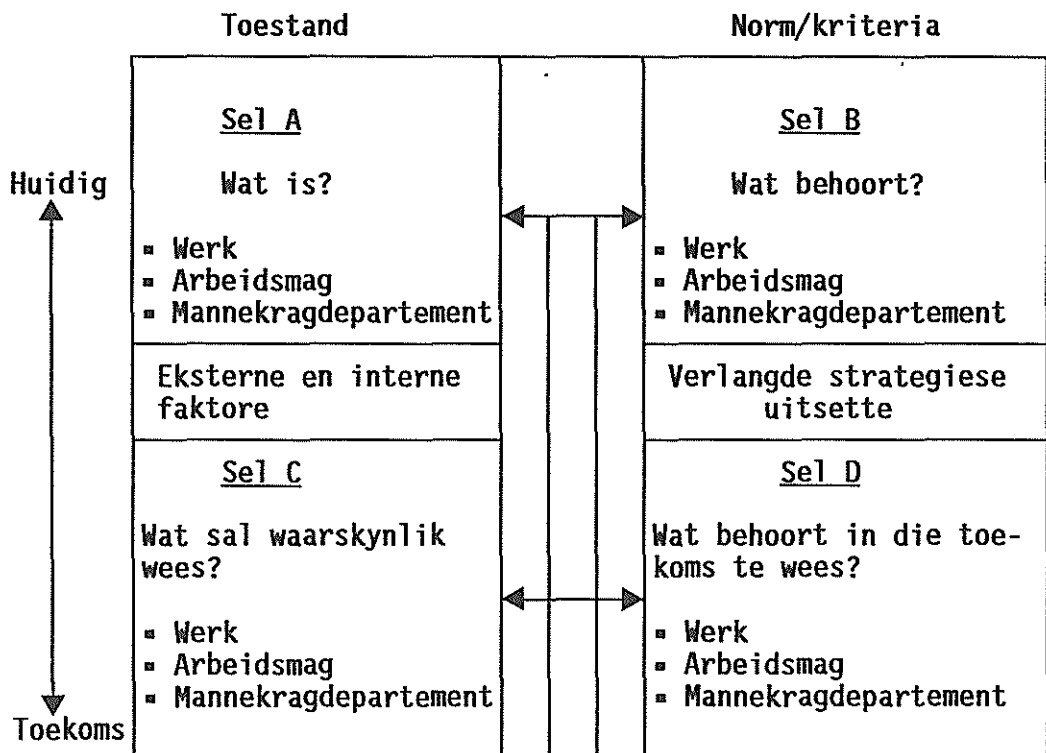 Toestand
Norm/kriteria
Sel A
Sel B
Huidig
Wat is?
Wat behoort?
▪ Werk
▪ Arbeidsmag
▪ Mannekragdepartement
▪ Werk
▪ Arbeidsmag
▪ Mannekragdepartement
Eksterne en interne
faktore
Verlangde strategiese
uitsette
Sel C
Sel D
Wat sal waarskynlik
wees?
Wat behoort in die toe-
koms te wees?
▪ Werk
▪ Arbeidsmag
▪ Mannekragdepartement
▪ Werk
▪ Arbeidsmag
▪ Mannekragdepartement
Toekoms